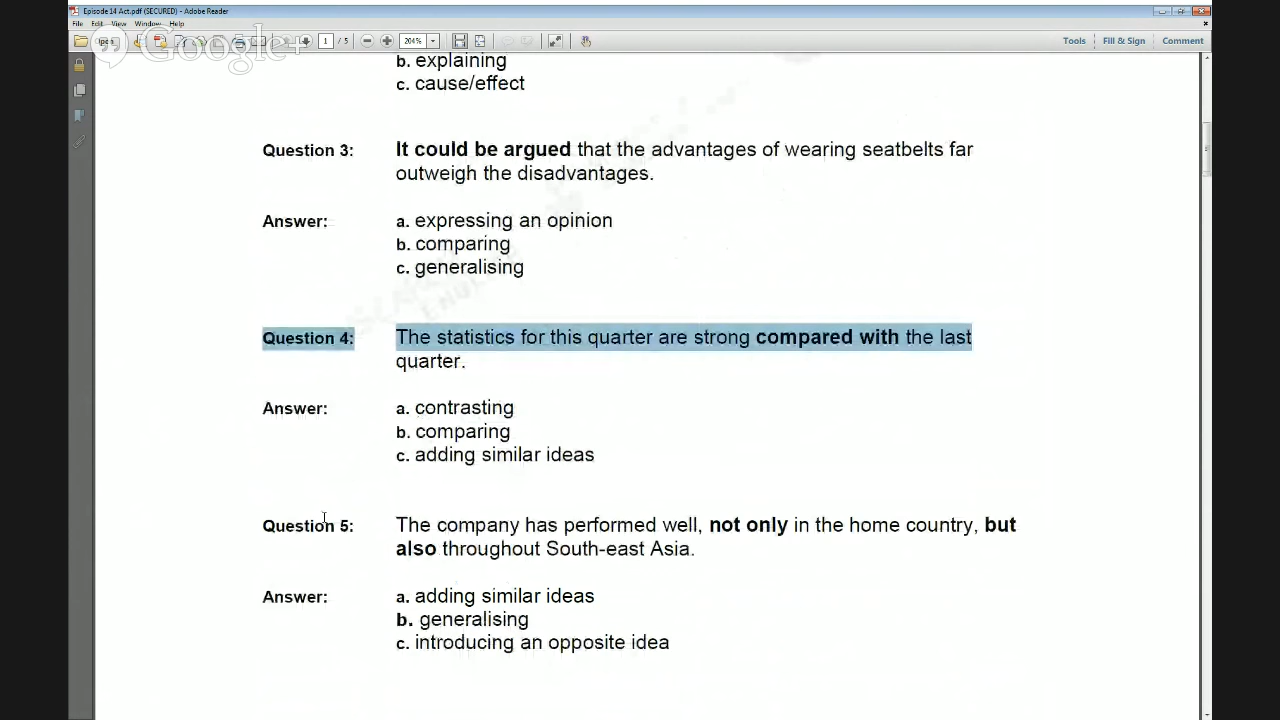 Episode 14 Act.pdf (SECURED) - Adobe Reader
File Edit View Window Help
Open 1 / 5 204% Tools Fill & Sign Comment
Google+
b. explaining
c. cause/effect
Question 3: It could be argued that the advantages of wearing seatbelts far
outweigh the disadvantages.
Answer: a. expressing an opinion
b. comparing
c. generalising
Question 4: The statistics for this quarter are strong compared with the last
quarter.
Answer: a. contrasting
b. comparing
c. adding similar ideas
Question 5: The company has performed well, not only in the home country, but
also throughout South-east Asia.
Answer: a. adding similar ideas
b. generalising
c. introducing an opposite idea